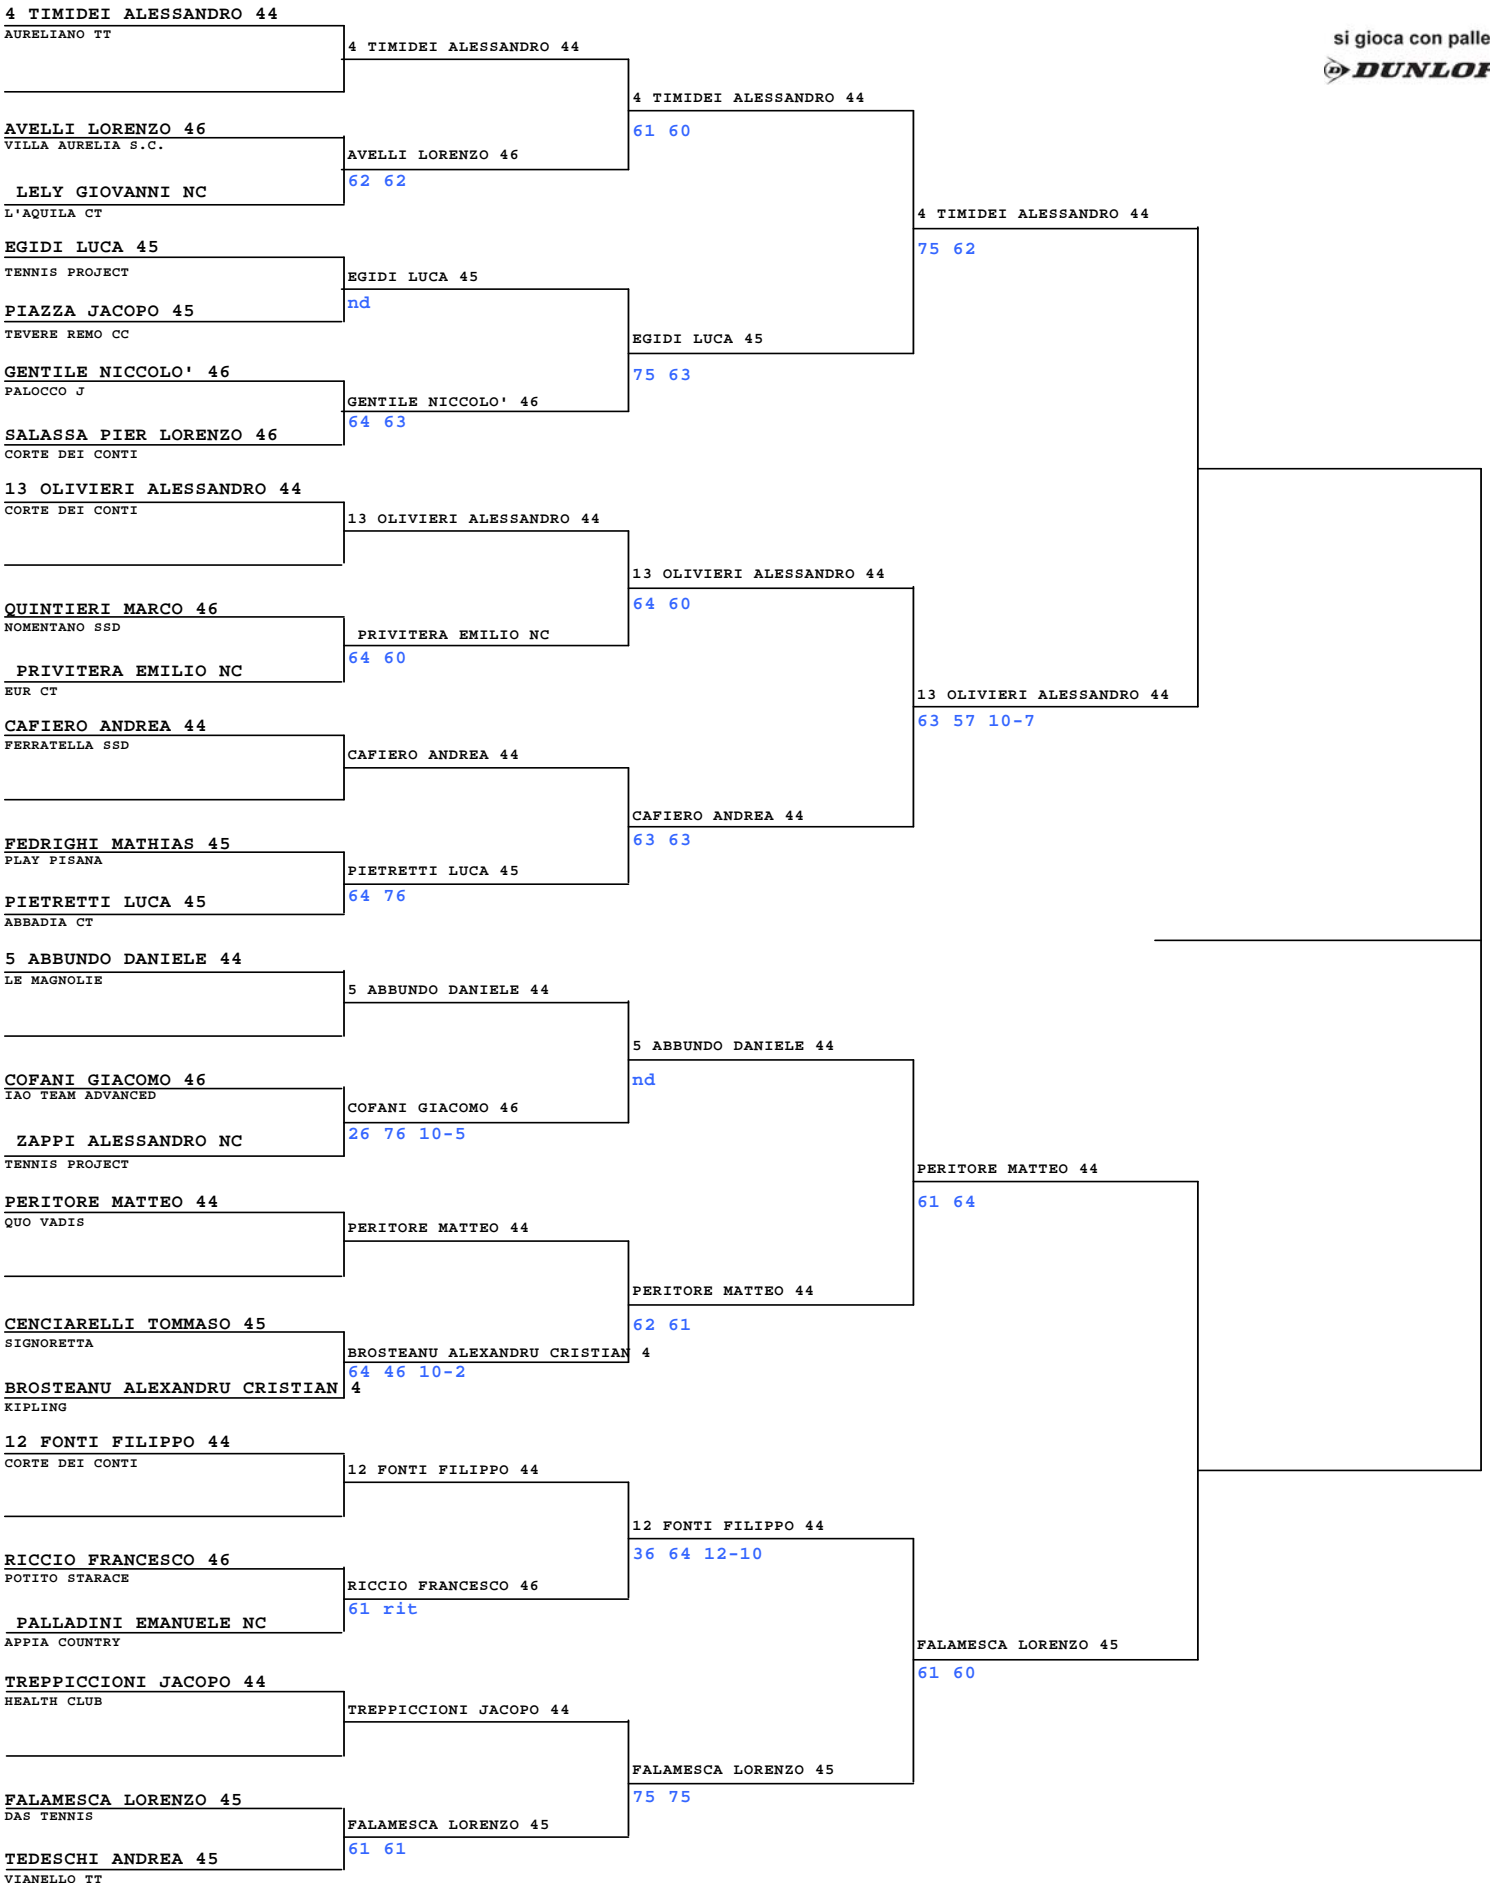 4 TIMIDEI ALESSANDRO 44
AURELIANO TT
AVELLI LORENZO 46
VILLA AURELIA S.C.
LELY GIOVANNI NC
L'AQUILA CT
EGIDI LUCA 45
TENNIS PROJECT
PIAZZA JACOPO 45
TEVERE REMO CC
GENTILE NICCOLO' 46
PALOCCO J
SALASSA PIER LORENZO 46
CORTE DEI CONTI
13 OLIVIERI ALESSANDRO 44
CORTE DEI CONTI
QUINTIERI MARCO 46
NOMENTANO SSD
PRIVITERA EMILIO NC
EUR CT
CAFIERO ANDREA 44
FERRATELLA SSD
FEDRIGHI MATHIAS 45
PLAY PISANA
PIETRETTI LUCA 45
ABBADIA CT
5 ABBUNDO DANIELE 44
LE MAGNOLIE
COFANI GIACOMO 46
IAO TEAM ADVANCED
ZAPPI ALESSANDRO NC
TENNIS PROJECT
PERITORE MATTEO 44
QUO VADIS
CENCIARELLI TOMMASO 45
SIGNORETTA
BROSTEANU ALEXANDRU CRISTIAN 4
KIPLING
12 FONTI FILIPPO 44
CORTE DEI CONTI
RICCIO FRANCESCO 46
POTITO STARACE
PALLADINI EMANUELE NC
APPIA COUNTRY
TREPPICCIONI JACOPO 44
HEALTH CLUB
FALAMESCA LORENZO 45
DAS TENNIS
TEDESCHI ANDREA 45
VIANELLO TT
4 TIMIDEI ALESSANDRO 44
AVELLI LORENZO 46
62 62
EGIDI LUCA 45
nd
GENTILE NICCOLO' 46
64 63
13 OLIVIERI ALESSANDRO 44
PRIVITERA EMILIO NC
64 60
CAFIERO ANDREA 44
PIETRETTI LUCA 45
64 76
5 ABBUNDO DANIELE 44
COFANI GIACOMO 46
26 76 10-5
PERITORE MATTEO 44
BROSTEANU ALEXANDRU CRISTIAN 4
64 46 10-2
12 FONTI FILIPPO 44
RICCIO FRANCESCO 46
61 rit
TREPPICCIONI JACOPO 44
FALAMESCA LORENZO 45
61 61
4 TIMIDEI ALESSANDRO 44
61 60
EGIDI LUCA 45
75 63
13 OLIVIERI ALESSANDRO 44
64 60
CAFIERO ANDREA 44
63 63
5 ABBUNDO DANIELE 44
nd
PERITORE MATTEO 44
62 61
12 FONTI FILIPPO 44
36 64 12-10
FALAMESCA LORENZO 45
75 75
4 TIMIDEI ALESSANDRO 44
75 62
13 OLIVIERI ALESSANDRO 44
63 57 10-7
PERITORE MATTEO 44
61 64
FALAMESCA LORENZO 45
61 60
si gioca con palle
DUNLOP